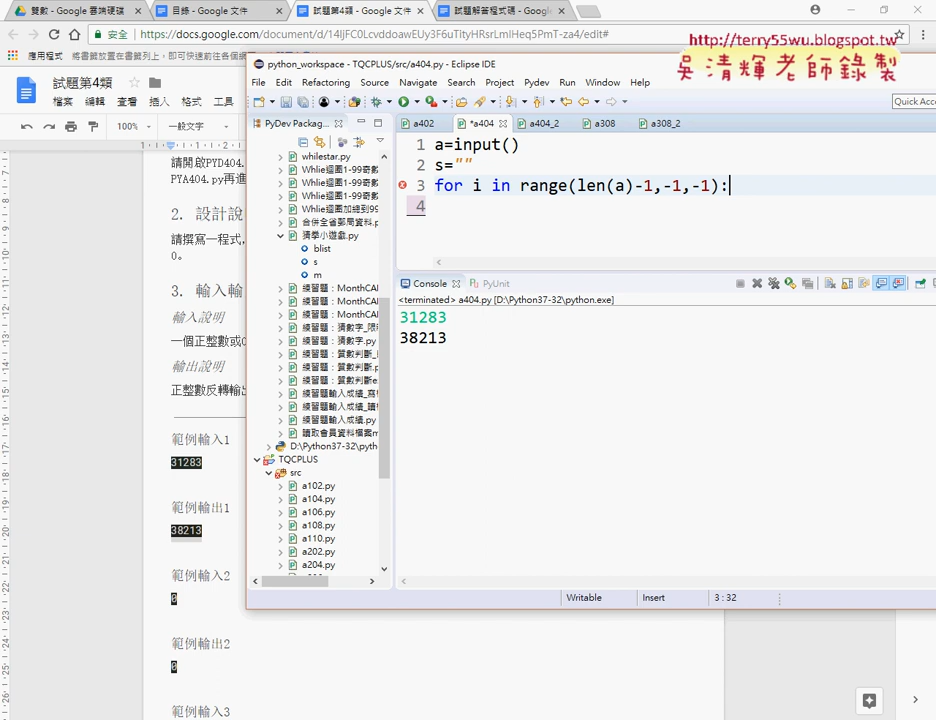 雙數 - Google 雲端硬碟
目錄 - Google 文件
試題第4類 - Google 文件
試題解答程式碼 - Goog
安全 | https://docs.google.com/document/d/14IjFC0LcvddoawEUy3F6uTityHRsrLmlHeq5PmT-za4/edit#
http://terry55wu.blogspot.tw
吳清輝老師錄製
應用程式
試題第4類
檔案 編輯 查看 插入 格式 工具
100% 一般文字
python_workspace - TQCPLUS/src/a404.py - Eclipse IDE
File Edit Refactoring Source Navigate Search Project Pydev Run Window Help
Quick Acce
PyDev Packag...
a402 *a404 a404_2 a308 a308_2
1 a=input()
2 s=""
3 for i in range(len(a)-1,-1,-1):
4
whilestar.py
Whlie迴圈1-99奇數
Whlie迴圈1-99奇數
Whlie迴圈1-99奇數
Whlie迴圈加總到99
合併全省郵局資料.p
猜拳小遊戲.py
blist
s
m
練習題：MonthCAI
練習題：MonthCAI
練習題：MonthCAI
練習題：猜數字_限
練習題：猜數字.py
練習題：質數判斷_i
練習題：質數判斷.p
練習題：質數判斷e
練習題輸入成績_寫
練習題輸入成績_讀
練習題輸入成績.py
讀取會員資料檔案m
D:\Python37-32\pyth
TQCPLUS
src
a102.py
a104.py
a106.py
a108.py
a110.py
a202.py
a204.py
Console PyUnit
<terminated> a404.py [D:\Python37-32\python.exe]
31283
38213
Writable Insert 3 : 32
請開啟PYD404.
PYA404.py再進
2. 設計說
請撰寫一程式,
0。
3. 輸入輸
輸入說明
一個正整數或0
輸出說明
正整數反轉輸出
範例輸入1
31283
範例輸出1
38213
範例輸入2
0
範例輸出2
0
範例輸入3